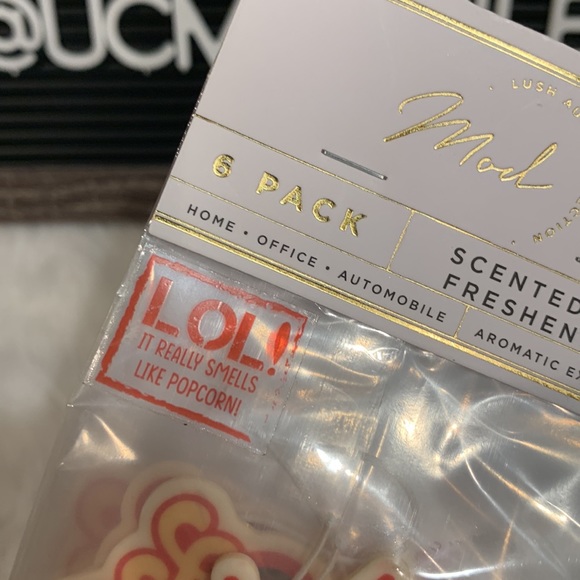 @UCM
LUSH
Mod
6 PACK
HOME • OFFICE • AUTOMOBILE
SCENTED
FRESHEN
AROMATIC
LOL!
IT REALLY SMELLS
LIKE POPCORN!